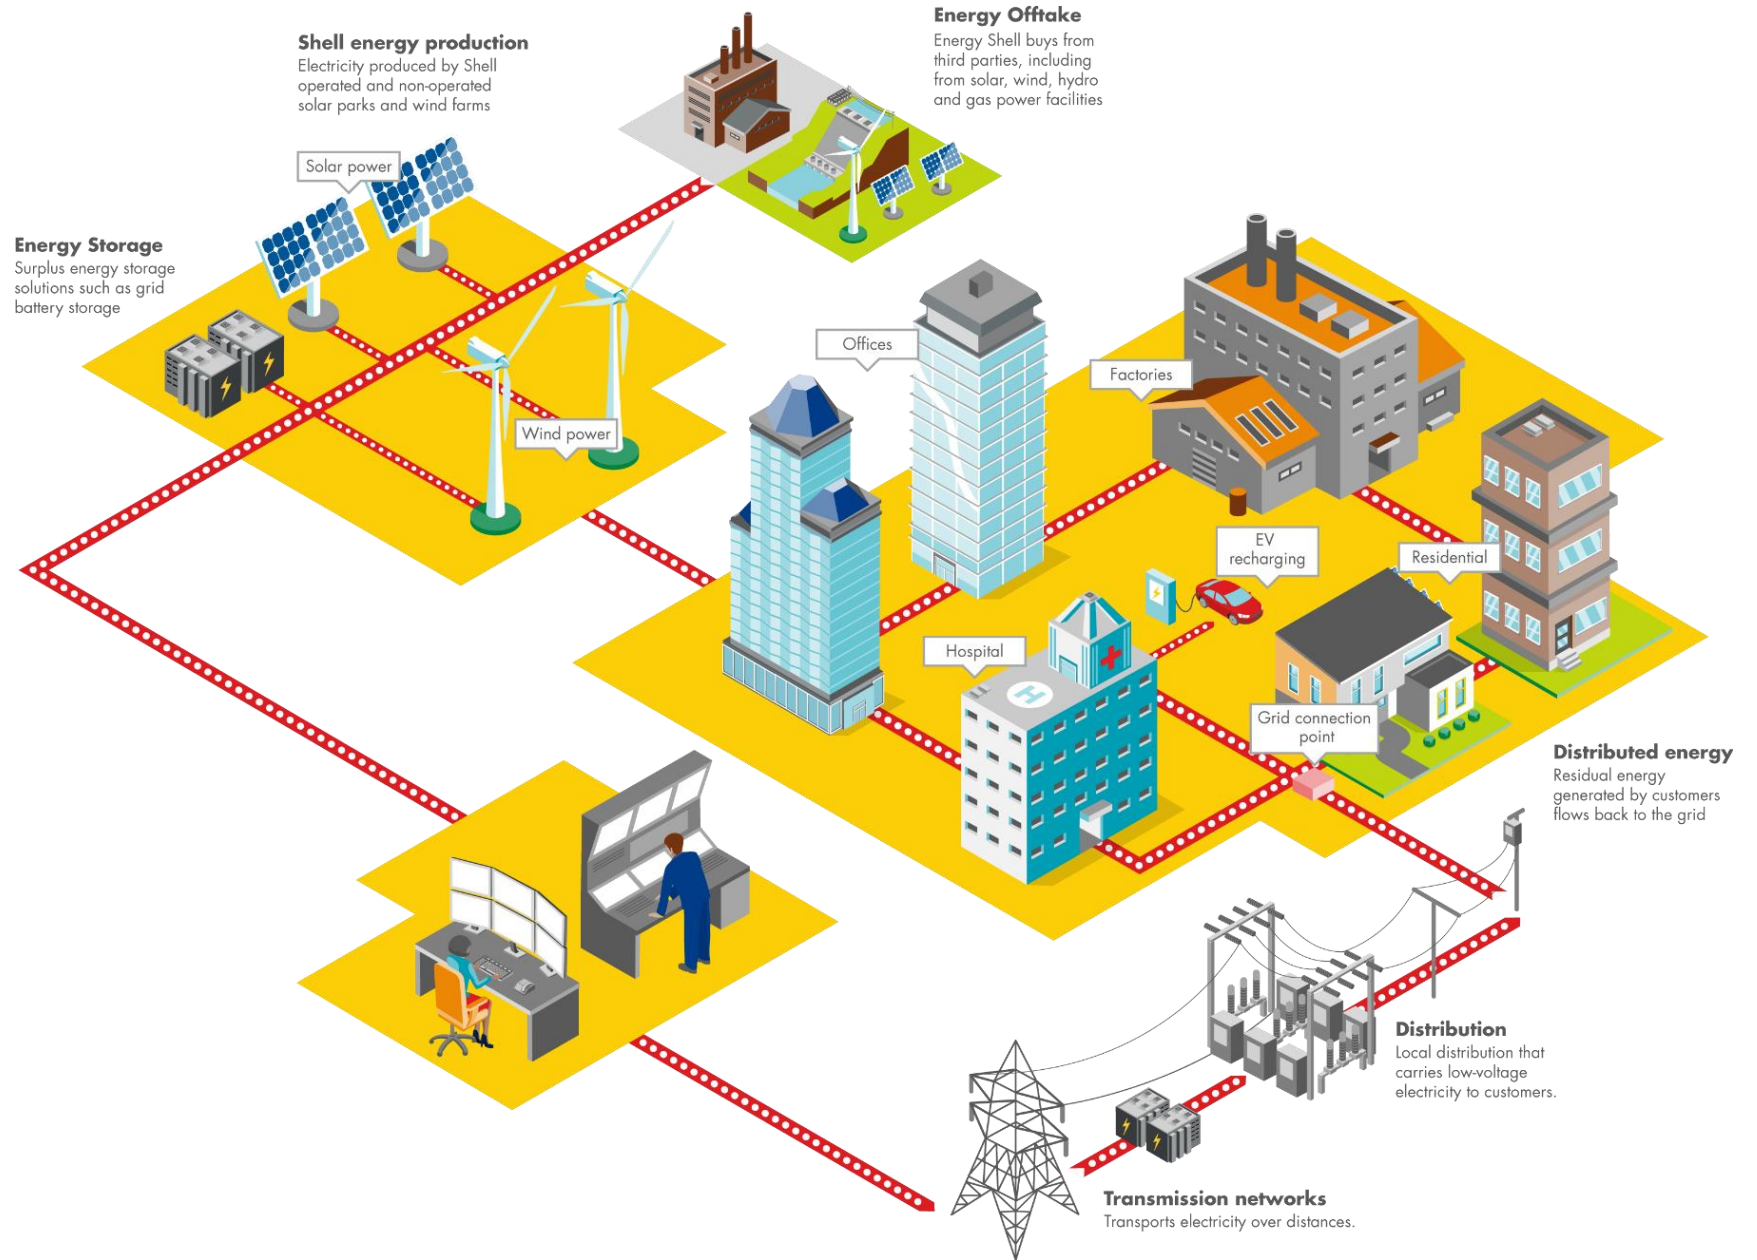 Shell energy production
Electricity produced by Shell
operated and non-operated
solar parks and wind farms
Energy Offtake
Energy Shell buys from
third parties, including
from solar, wind, hydro
and gas power facilities
Solar power
Energy Storage
Surplus energy storage
solutions such as grid
battery storage
Wind power
Offices
Factories
EV
recharging
Residential
Hospital
H
Grid connection
point
Distributed energy
Residual energy
generated by customers
flows back to the grid
Distribution
Local distribution that
carries low-voltage
electricity to customers.
Transmission networks
Transports electricity over distances.